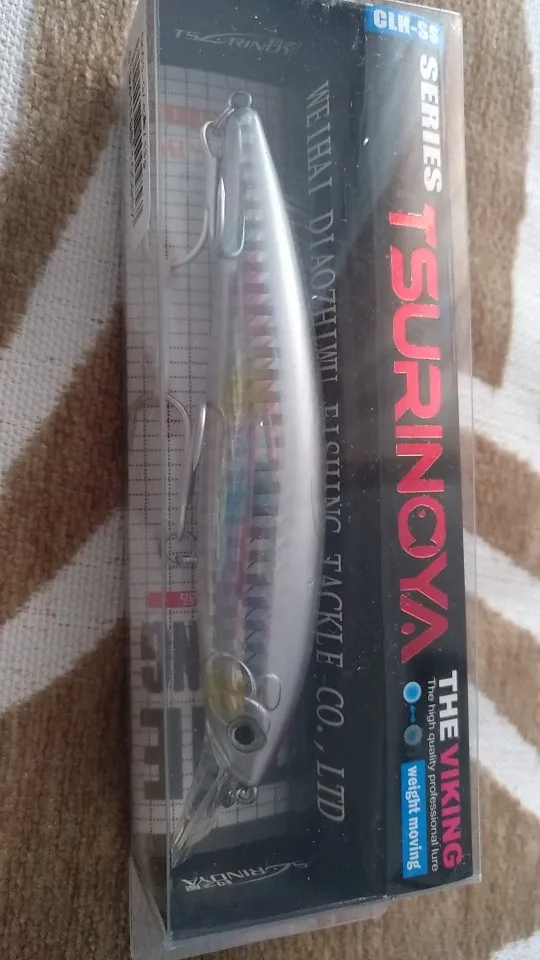 CLH-SS
SERIES TSURINOYA
THE VIKING
The high quality professional lure
weight moving
WEIHAI DIAOZHIWU FISHING TACKLE CO., LTD
TSURINOYA
TSURINOYA